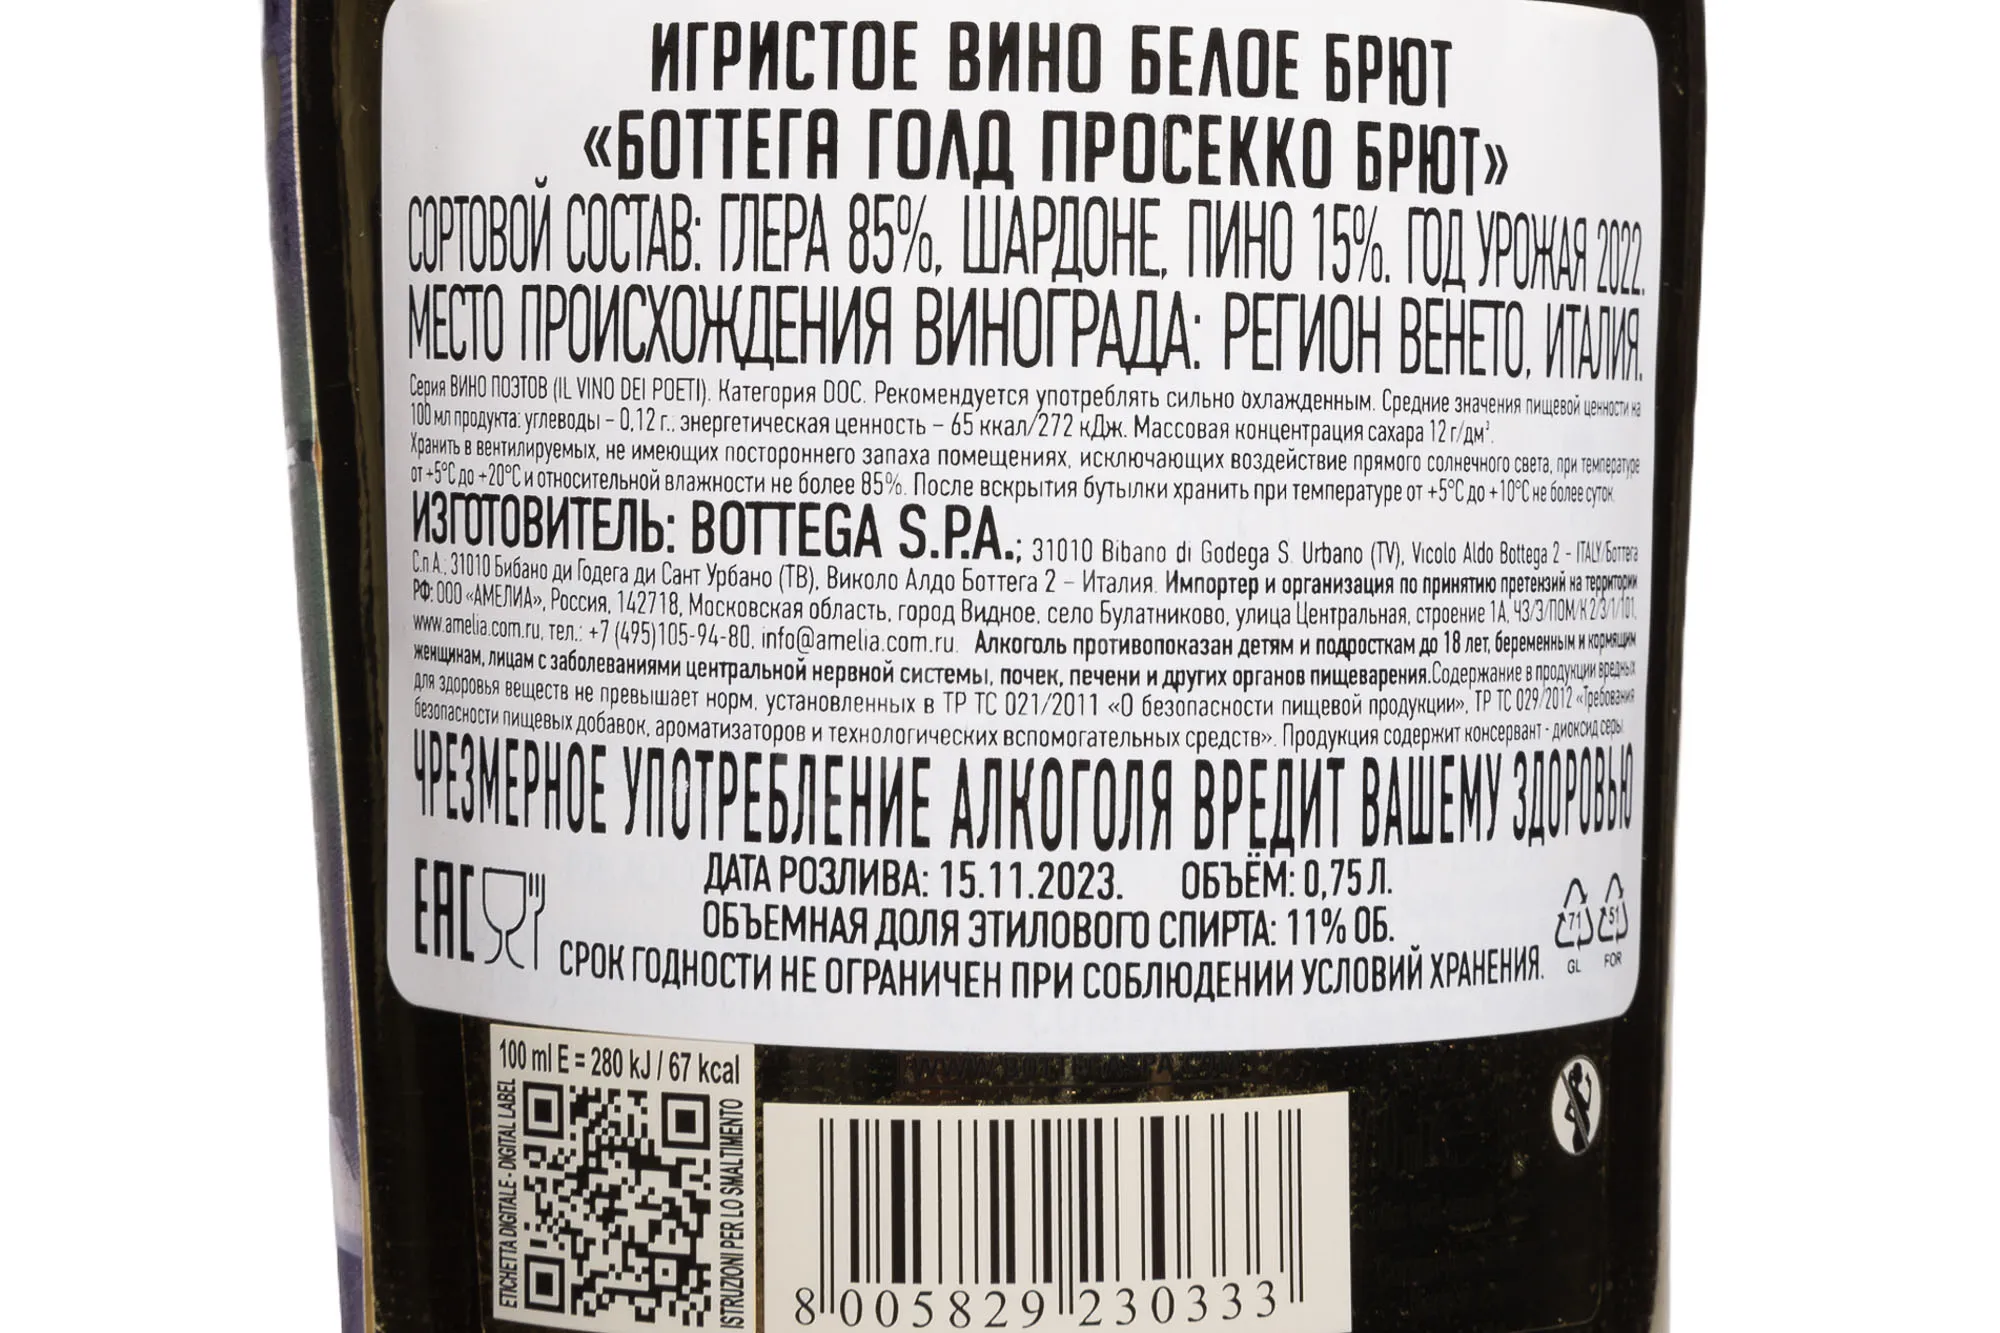 ИГРИСТОЕ ВИНО БЕЛОЕ БРЮТ
«БОТТЕГА ГОЛД ПРОСЕККО БРЮТ»
СОРТОВОЙ СОСТАВ: ГЛЕРА 85%, ШАРДОНЕ, ПИНО 15%. ГОД УРОЖАЯ 2022.
МЕСТО ПРОИСХОЖДЕНИЯ ВИНОГРАДА: РЕГИОН ВЕНЕТО, ИТАЛИЯ.
Серия ВИНО ПОЭТОВ (IL VINO DEI POETI). Категория DOC. Рекомендуется употреблять сильно охлажденным. Средние значения пищевой ценности на
100 мл продукта: углеводы – 0,12 г., энергетическая ценность – 65 ккал/272 кДж. Массовая концентрация сахара 12 г/дм³.
Хранить в вентилируемых, не имеющих постороннего запаха помещениях, исключающих воздействие прямого солнечного света, при температуре
от +5°С до +20°С и относительной влажности не более 85%. После вскрытия бутылки хранить при температуре от +5°С до +10°С не более суток.
ИЗГОТОВИТЕЛЬ: BOTTEGA S.P.A.; 31010 Bibano di Godega S. Urbano (TV), Vicolo Aldo Bottega 2 - ITALY/Боттега
С.п.А.; 31010 Бибано ди Годега ди Сант Урбано (ТВ), Виколо Алдо Боттега 2 – Италия. Импортер и организация по принятию претензий на территории
РФ: ООО «АМЕЛИА», Россия, 142718, Московская область, город Видное, село Булатниково, улица Центральная, строение 1А, ЧЗ/Э/ПОМ/К 2/3/1/101,
www.amelia.com.ru, тел.: +7 (495)105-94-80, info@amelia.com.ru. Алкоголь противопоказан детям и подросткам до 18 лет, беременным и кормящим
женщинам, лицам с заболеваниями центральной нервной системы, почек, печени и других органов пищеварения.Содержание в продукции вредных
для здоровья веществ не превышает норм, установленных в ТР ТС 021/2011 «О безопасности пищевой продукции», ТР ТС 029/2012 «Требования
безопасности пищевых добавок, ароматизаторов и технологических вспомогательных средств». Продукция содержит консервант - диоксид серы.
ЧРЕЗМЕРНОЕ УПОТРЕБЛЕНИЕ АЛКОГОЛЯ ВРЕДИТ ВАШЕМУ ЗДОРОВЬЮ
ЕАС
ДАТА РОЗЛИВА: 15.11.2023. ОБЪЁМ: 0,75 Л.
ОБЪЕМНАЯ ДОЛЯ ЭТИЛОВОГО СПИРТА: 11% ОБ.
СРОК ГОДНОСТИ НЕ ОГРАНИЧЕН ПРИ СОБЛЮДЕНИИ УСЛОВИЙ ХРАНЕНИЯ.
71 51
GL FOR
100 ml E = 280 kJ / 67 kcal
ETICHETTA DIGITALE - DIGITAL LABEL
ISTRUZIONI PER LO SMALTIMENTO
8 005829 230333